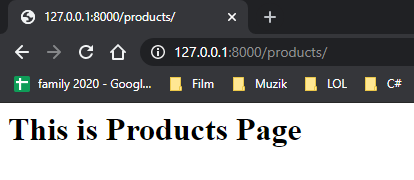 127.0.0.1:8000/products/
127.0.0.1:8000/products/
family 2020 - Googl... Film Muzik LOL C#
This is Products Page